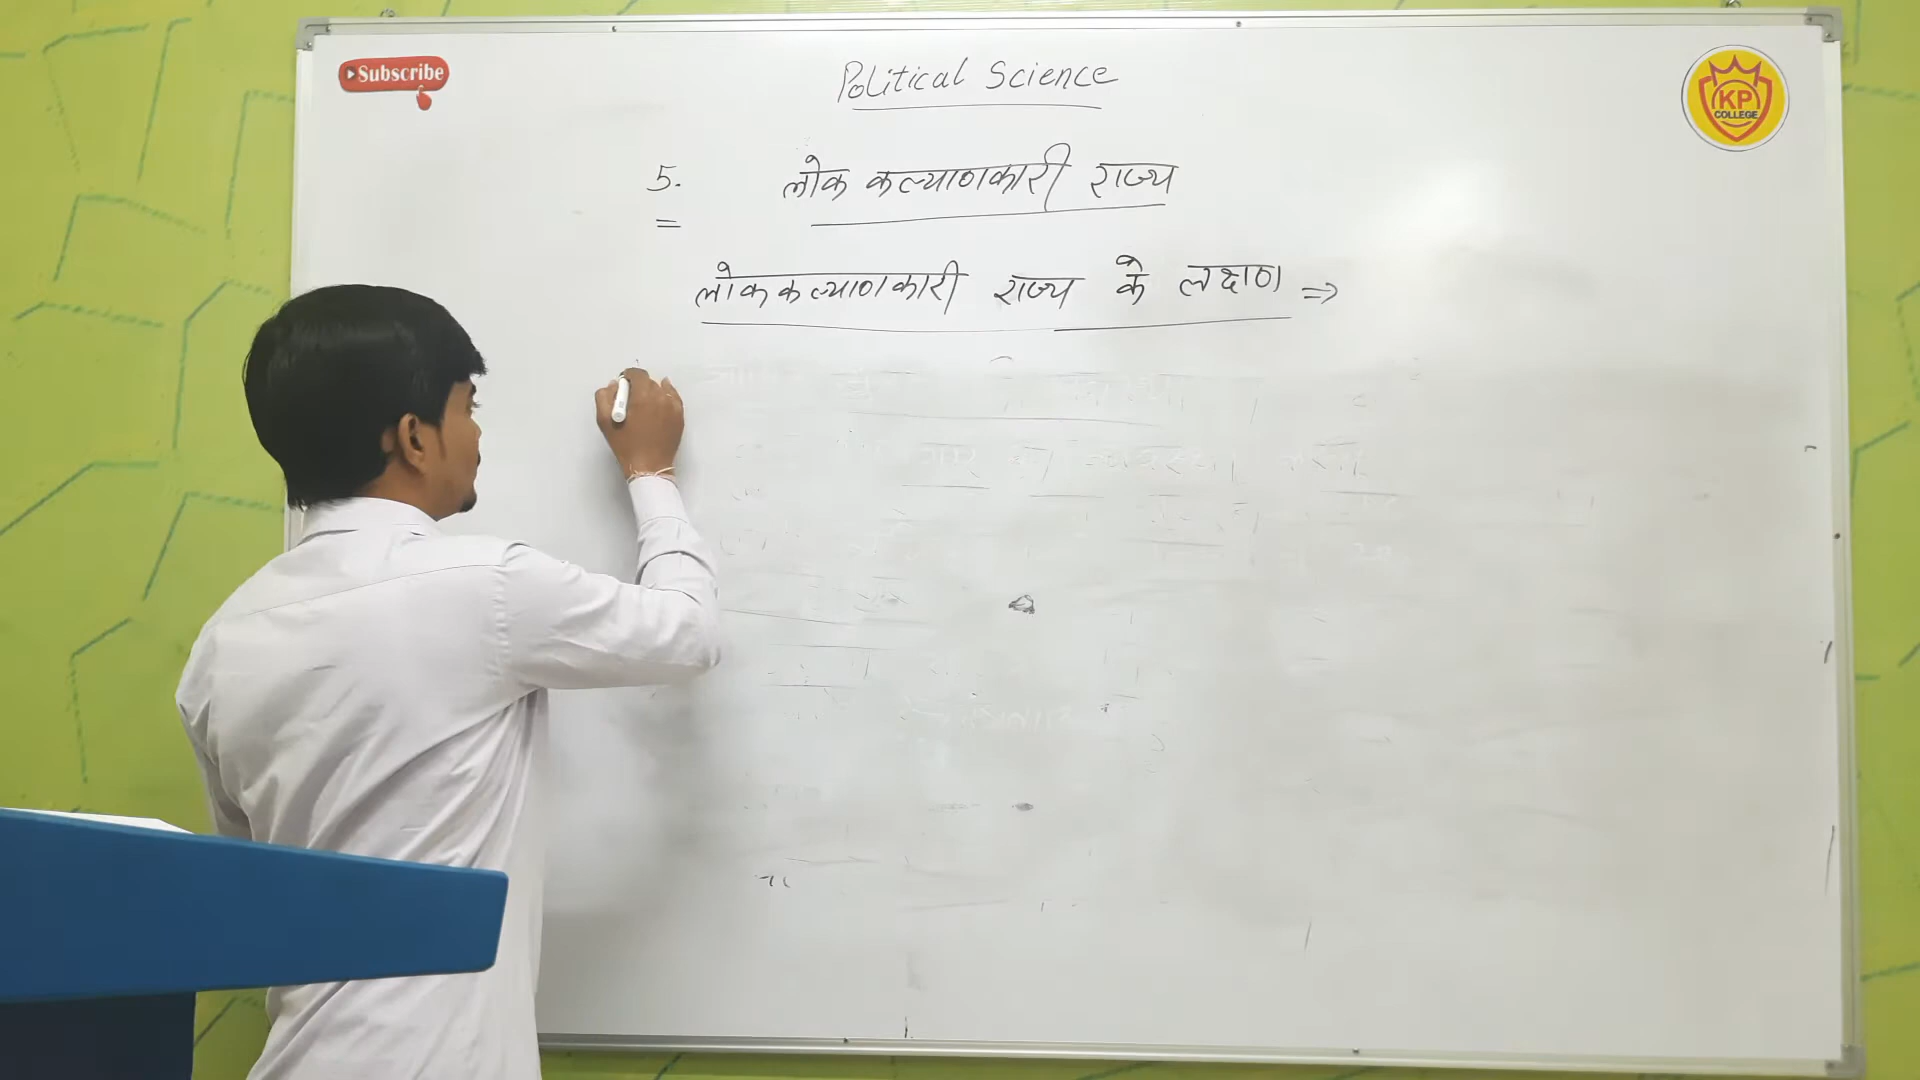 Subscribe
Political Science
KP
COLLEGE
5. लोक कल्याणकारी राज्य
=
लोककल्याणकारी राज्य के लक्षण ⇒